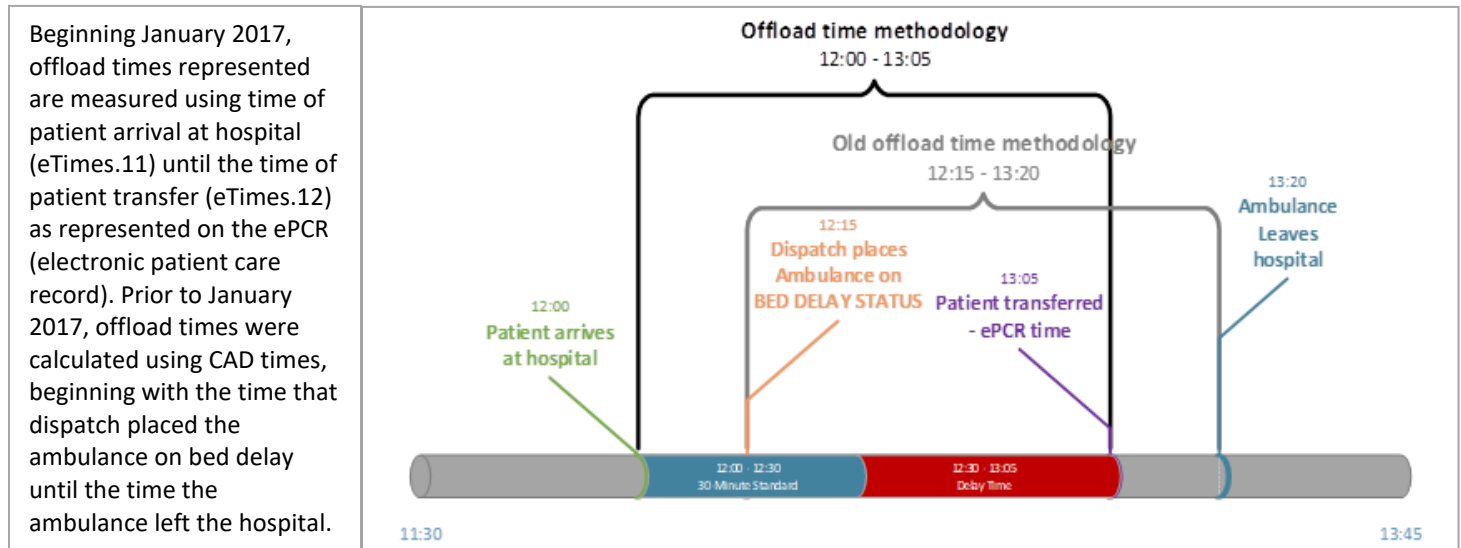 Beginning January 2017,
offload times represented
are measured using time of
patient arrival at hospital
(eTimes.11) until the time of
patient transfer (eTimes.12)
as represented on the ePCR
(electronic patient care
record). Prior to January
2017, offload times were
calculated using CAD times,
beginning with the time that
dispatch placed the
ambulance on bed delay
until the time the
ambulance left the hospital.
Offload time methodology
12:00 - 13:05
Old offload time methodology
12:15 - 13:20
13:20
Ambulance
Leaves
hospital
12:15
Dispatch places
Ambulance on
BED DELAY STATUS
13:05
Patient transferred
- ePCR time
12:00
Patient arrives
at hospital
12:00 - 12:30
30 Minute Standard
12:30 - 13:05
Delay Time
11:30
13:45